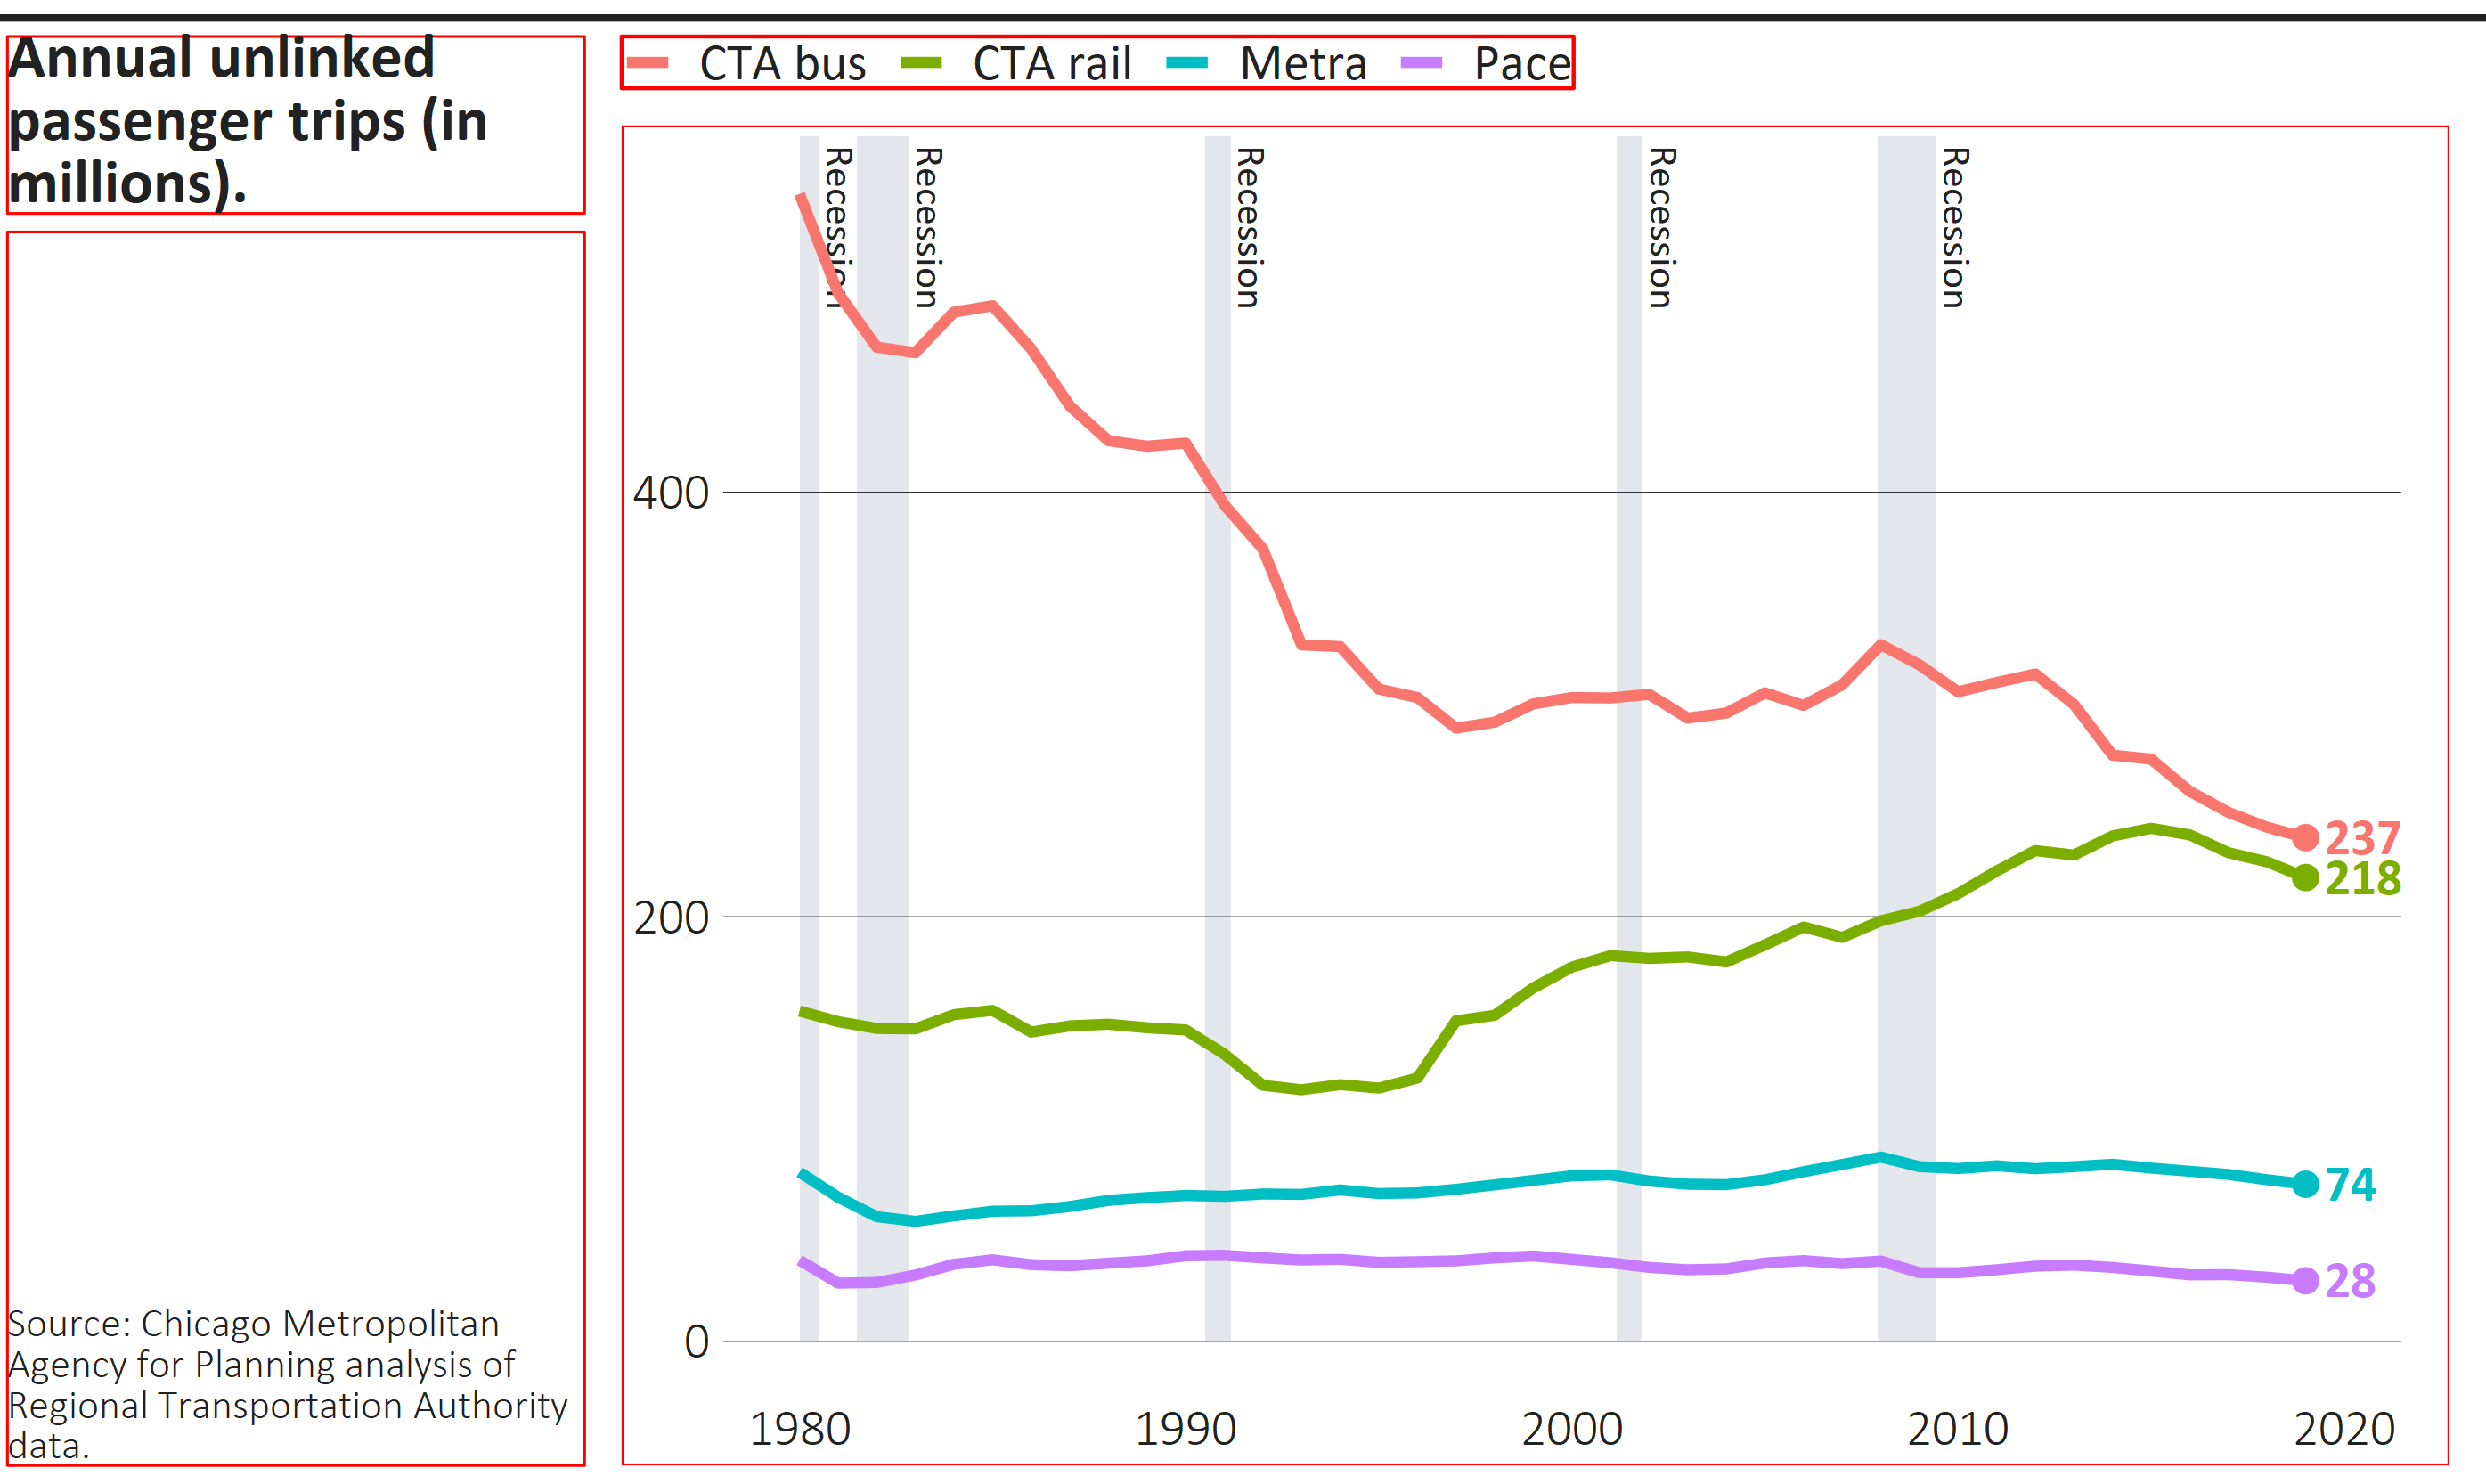 Annual unlinked
passenger trips (in
millions).
CTA bus CTA rail Metra Pace
Recession Recession Recession Recession Recession
400
237
218
200
74
28
0
1980 1990 2000 2010 2020
Source: Chicago Metropolitan
Agency for Planning analysis of
Regional Transportation Authority
data.